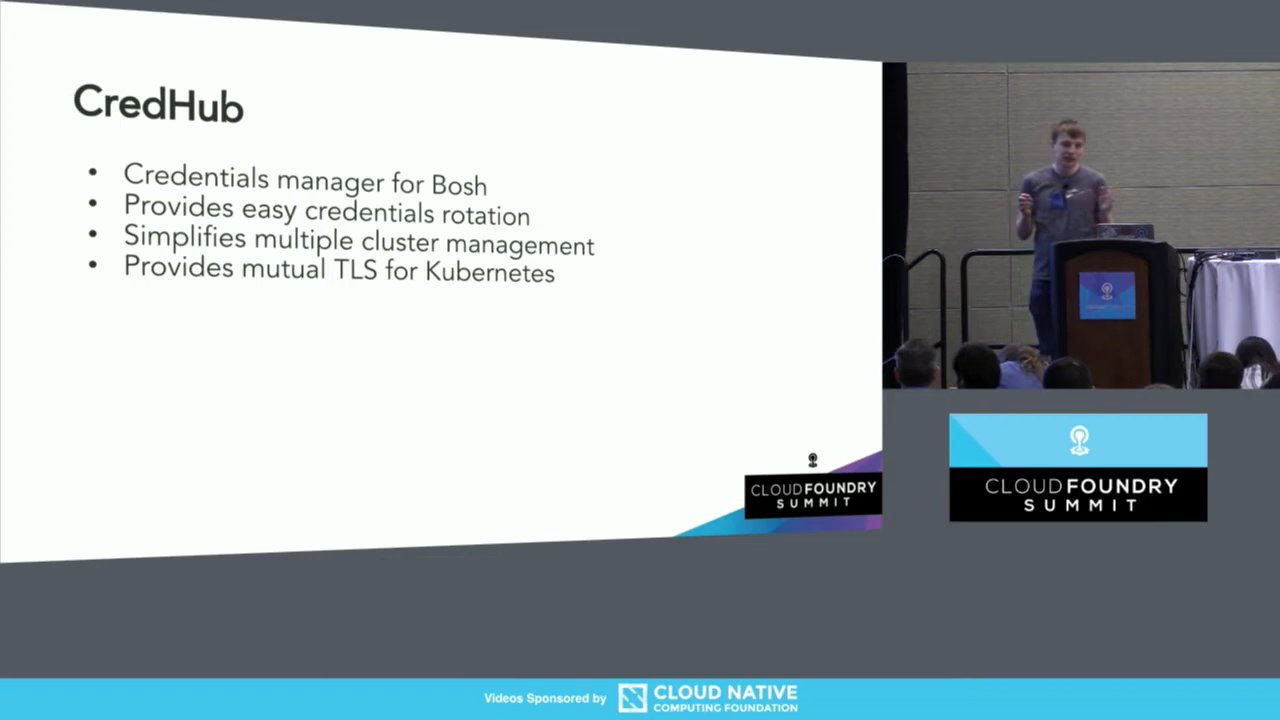 CredHub
• Credentials manager for Bosh
• Provides easy credentials rotation
• Simplifies multiple cluster management
• Provides mutual TLS for Kubernetes
CLOUDFOUNDRY
SUMMIT
CLOUDFOUNDRY
SUMMIT
Videos Sponsored by
CLOUD NATIVE
COMPUTING FOUNDATION